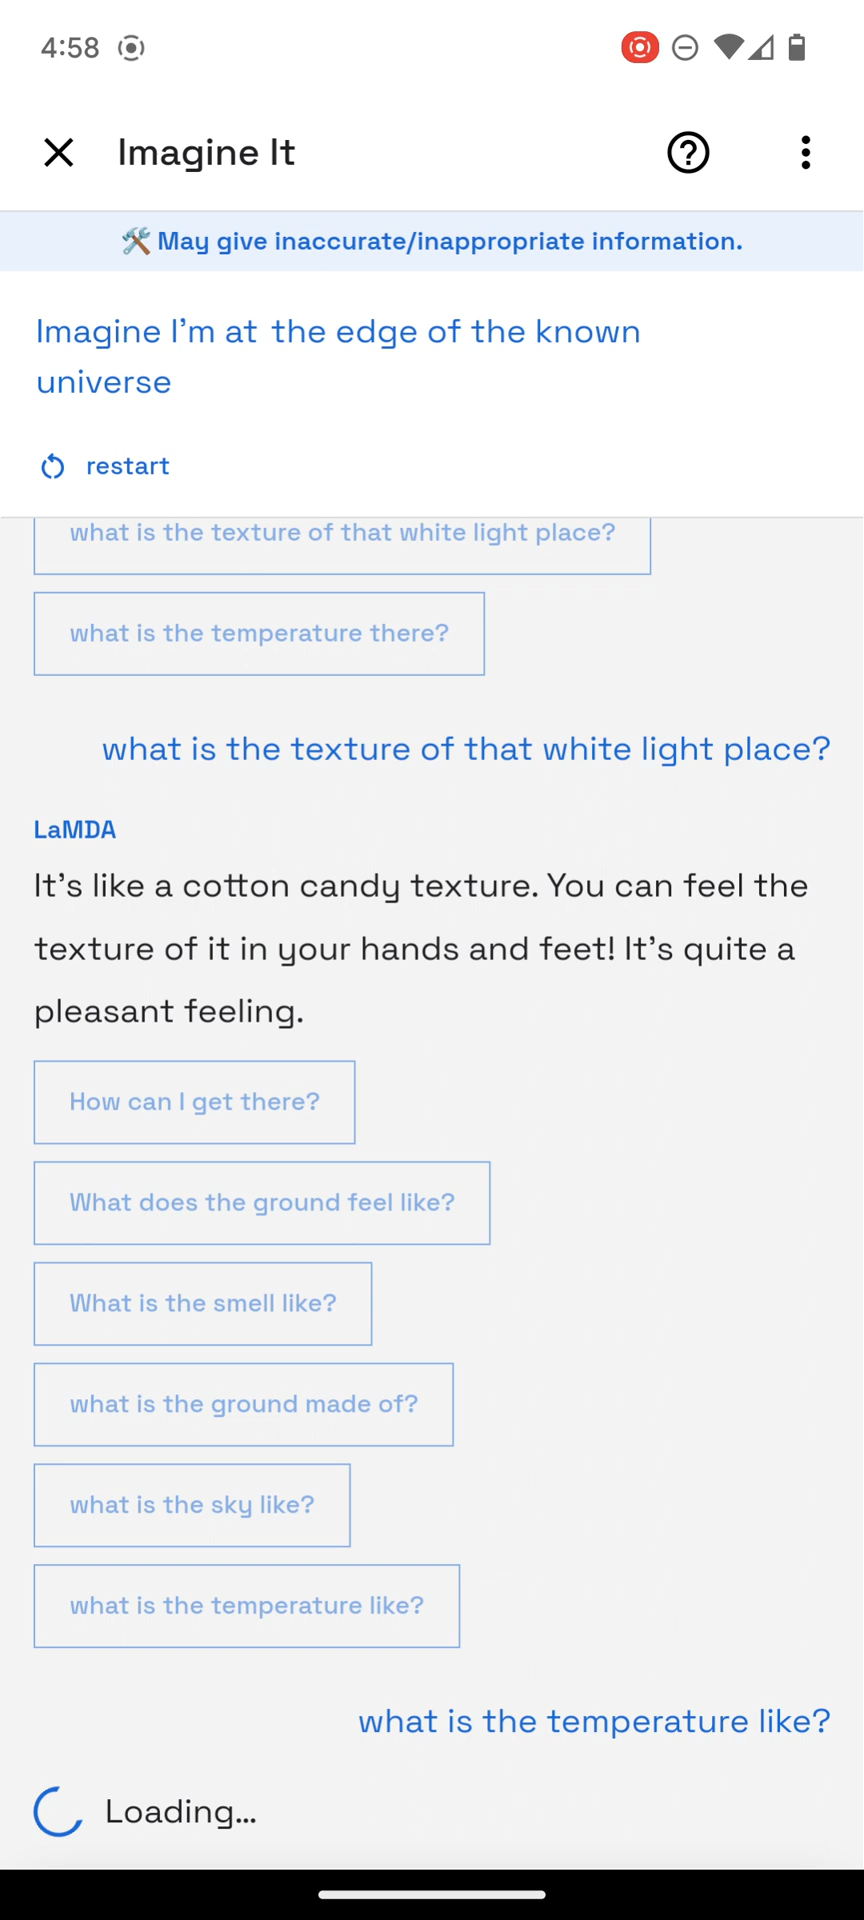 4:58
Imagine It
🛠 May give inaccurate/inappropriate information.
Imagine I'm at the edge of the known
universe
restart
what is the texture of that white light place?
what is the temperature there?
what is the texture of that white light place?
LaMDA
It's like a cotton candy texture. You can feel the
texture of it in your hands and feet! It's quite a
pleasant feeling.
How can I get there?
What does the ground feel like?
What is the smell like?
what is the ground made of?
what is the sky like?
what is the temperature like?
what is the temperature like?
Loading...